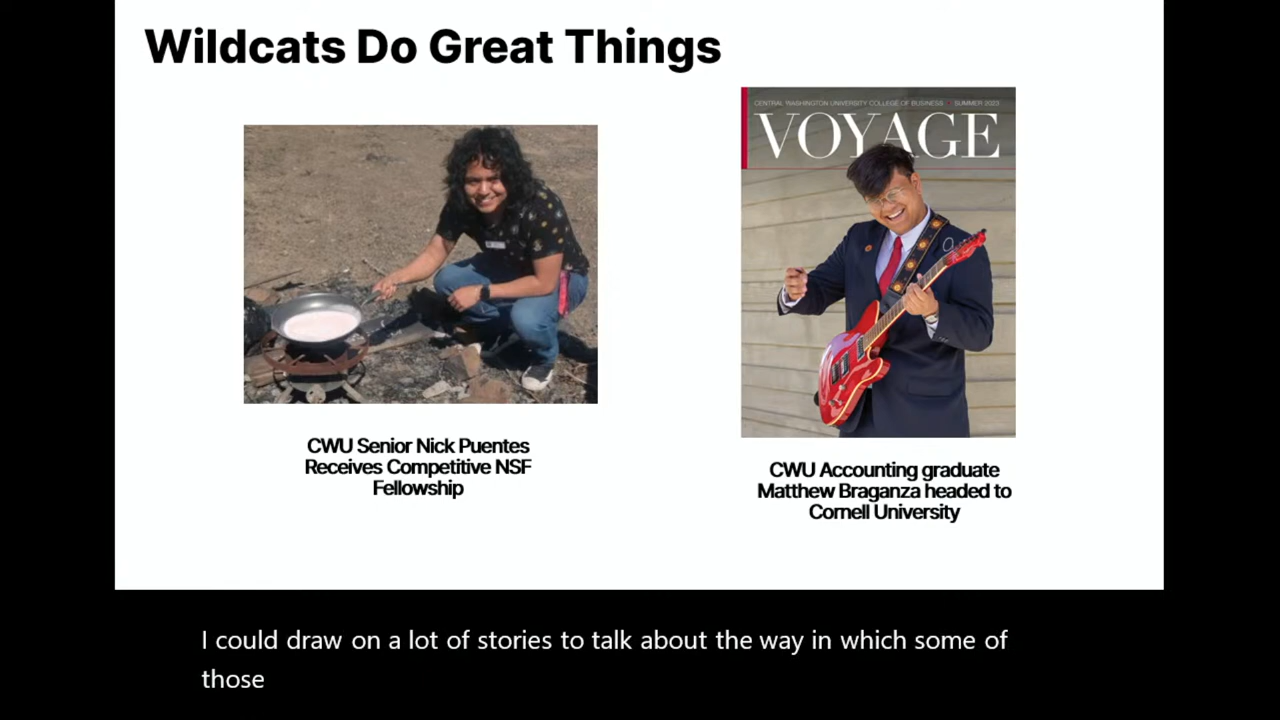 Wildcats Do Great Things
CENTRAL WASHINGTON UNIVERSITY COLLEGE OF BUSINESS • SUMMER 2023
VOYAGE
CWU Senior Nick Puentes
Receives Competitive NSF
Fellowship
CWU Accounting graduate
Matthew Braganza headed to
Cornell University
I could draw on a lot of stories to talk about the way in which some of
those